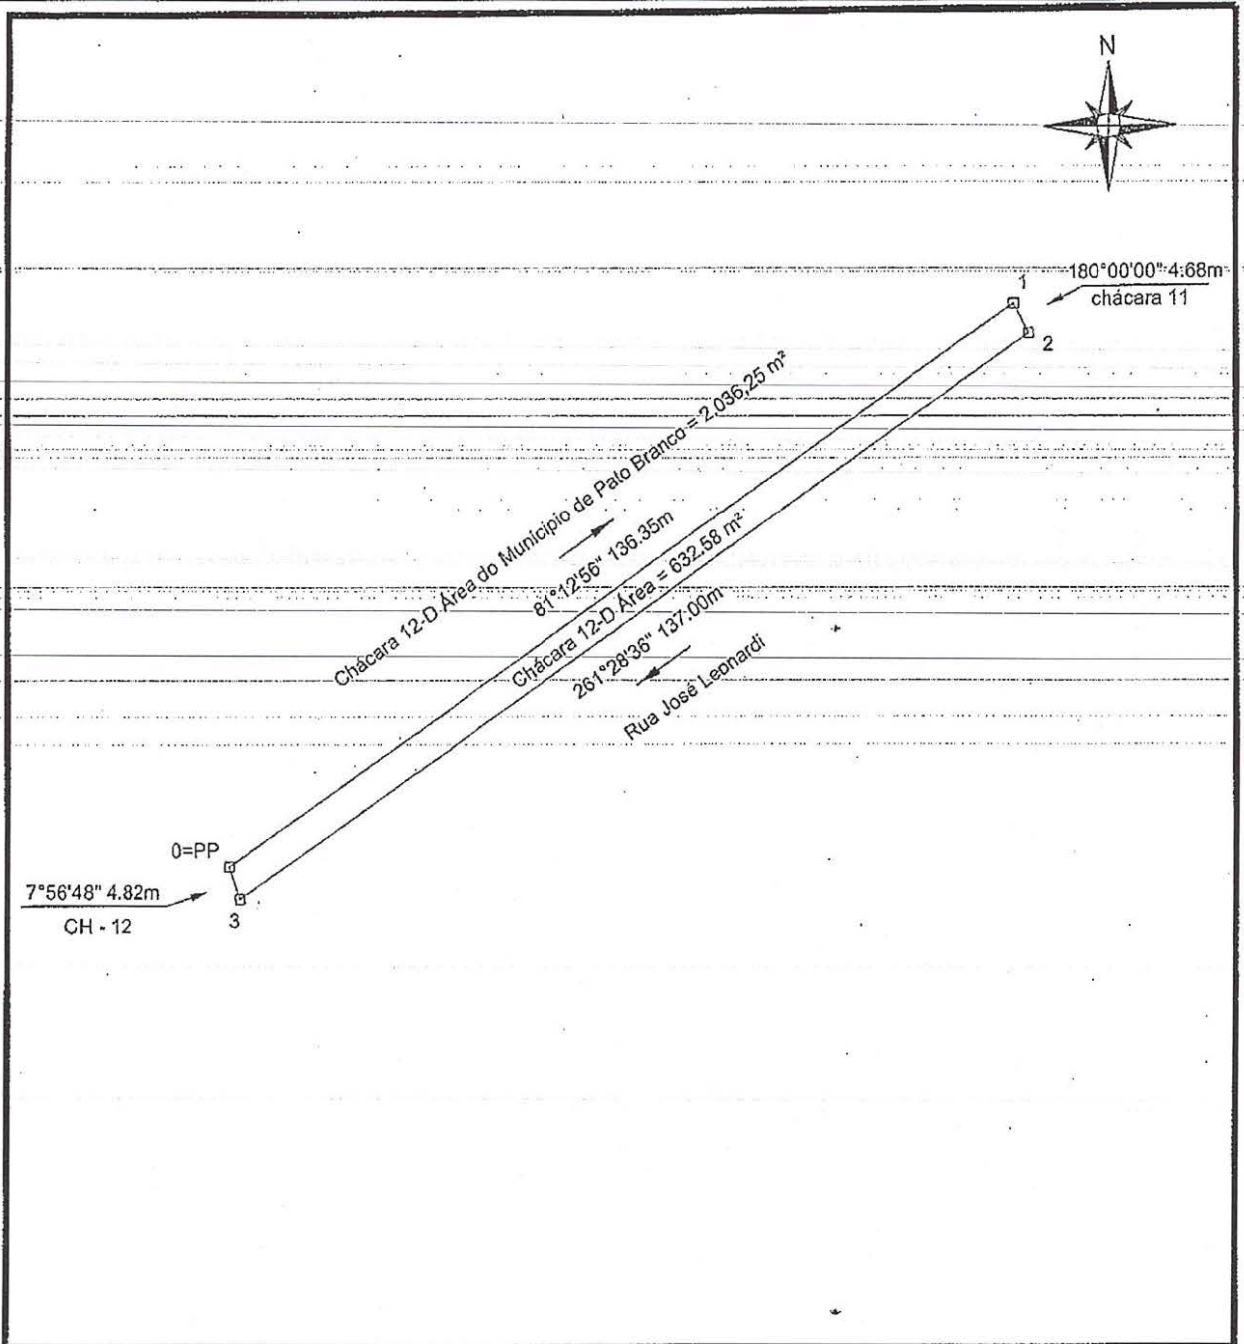 N
180°00'00" 4.68m
chácara 11
1
2
Chácara 12-D Área do Município de Pato Branco = 2.036,25 m²
81°12'56" 136.35m
Chácara 12-D Área = 632.58 m²
261°28'36" 137.00m
Rua José Leonardi
0=PP
7°56'48" 4.82m
CH - 12
3